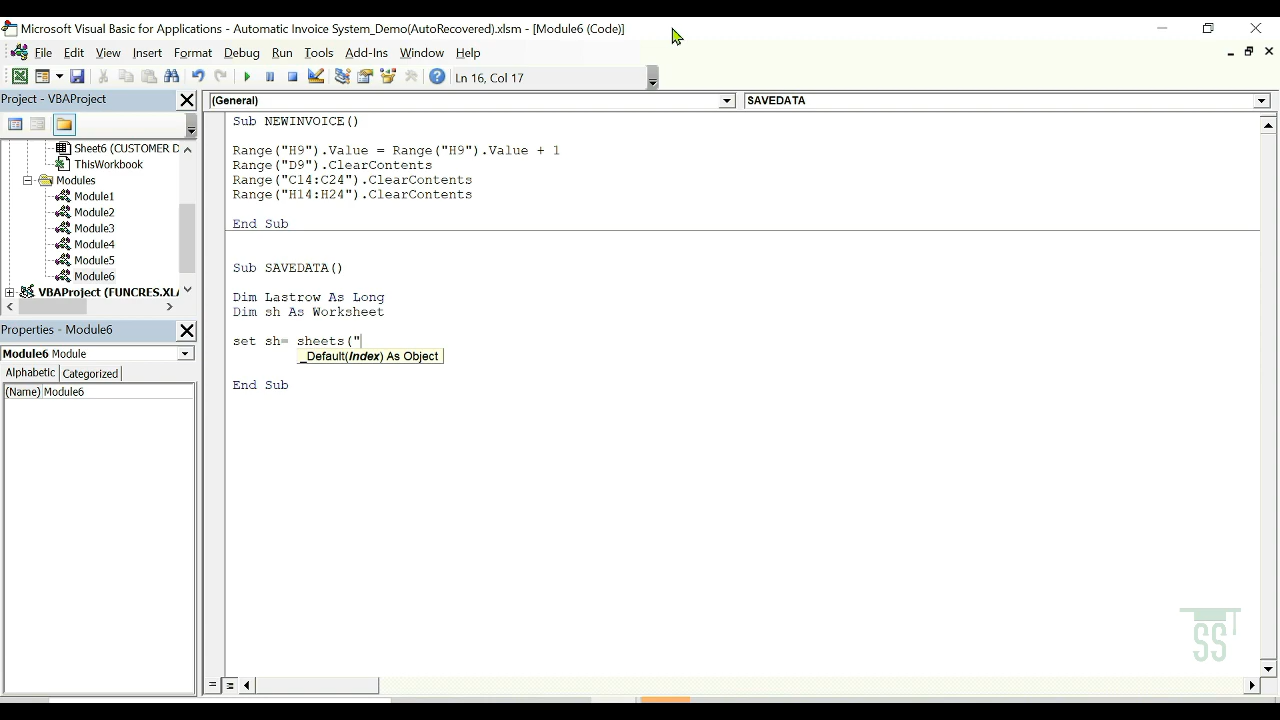 Microsoft Visual Basic for Applications - Automatic Invoice System_Demo(AutoRecovered).xlsm - [Module6 (Code)]
File Edit View Insert Format Debug Run Tools Add-Ins Window Help
Ln 16, Col 17
Project - VBAProject
(General)
SAVEDATA
Sheet6 (CUSTOMER D
ThisWorkbook
Modules
Module1
Module2
Module3
Module4
Module5
Module6
VBAProject (FUNCRES.XL
Properties - Module6
Module6 Module
Alphabetic Categorized
(Name) Module6
Sub NEWINVOICE()
Range("H9").Value = Range("H9").Value + 1
Range("D9").ClearContents
Range("C14:C24").ClearContents
Range("H14:H24").ClearContents
End Sub
Sub SAVEDATA()
Dim Lastrow As Long
Dim sh As Worksheet
set sh= sheets("
_Default(Index) As Object
End Sub
SS